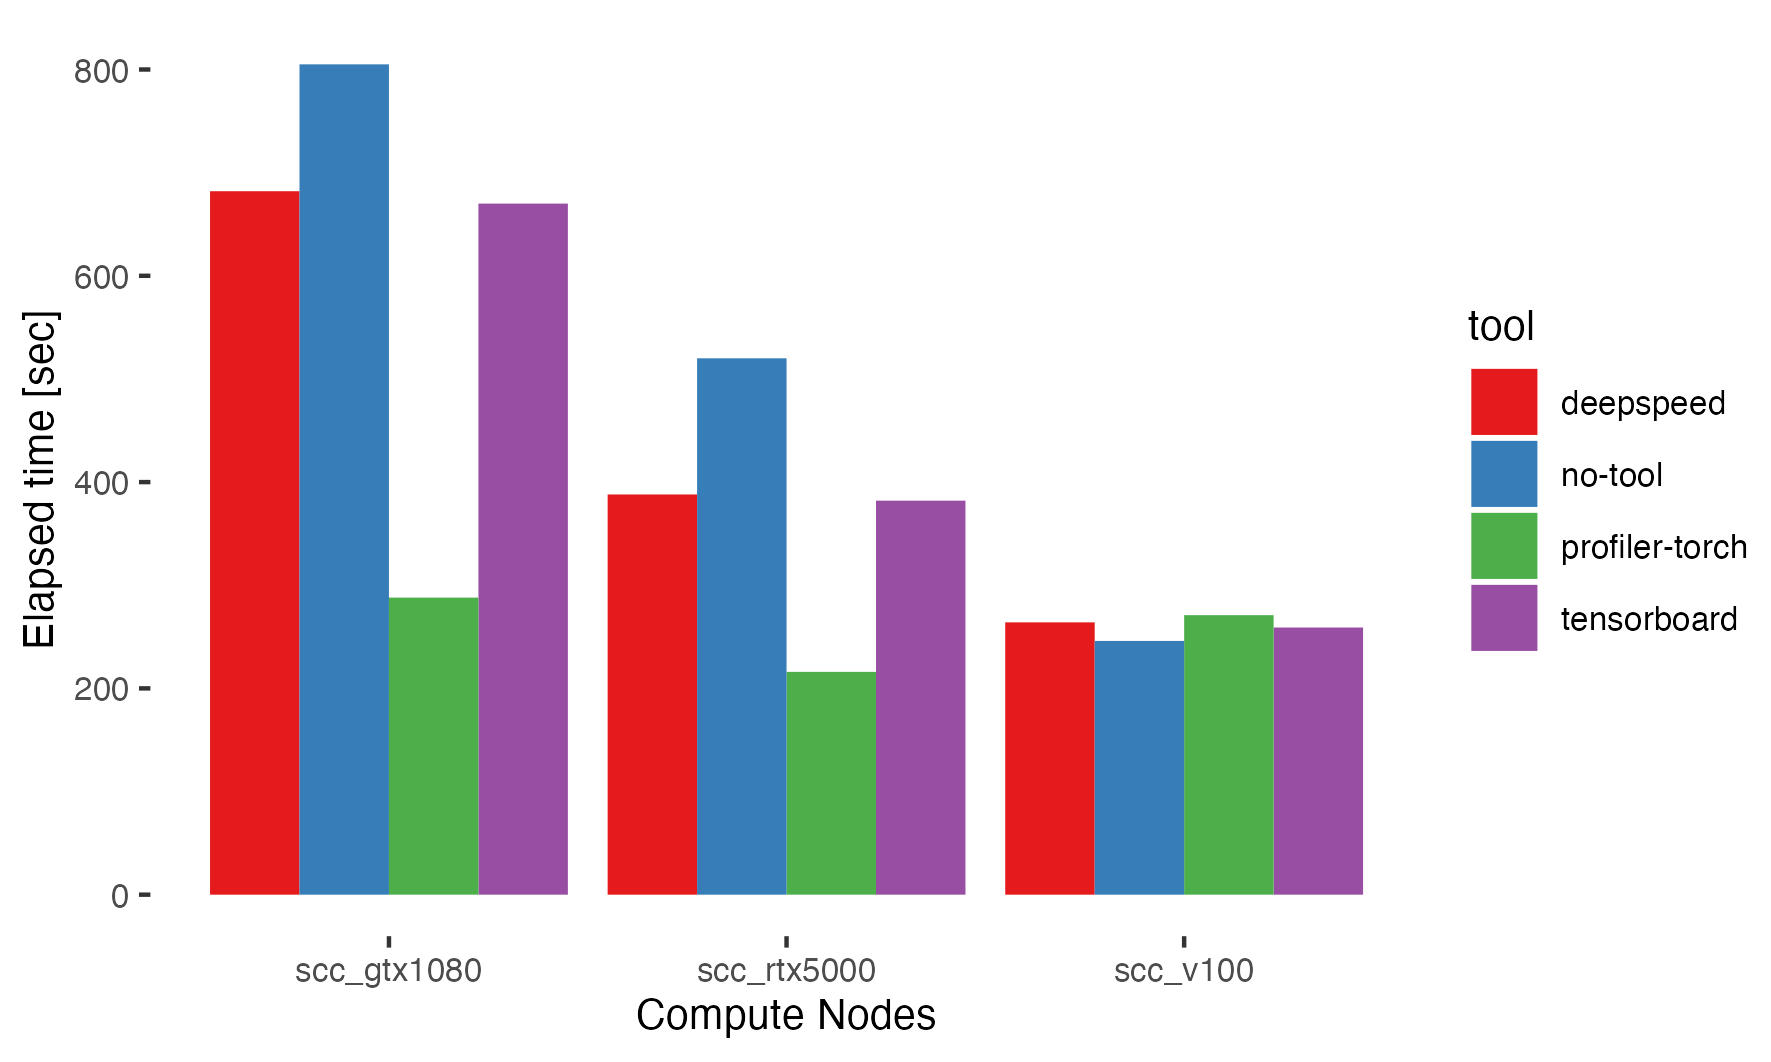 Elapsed time [sec]
800
600
400
200
0
scc_gtx1080
scc_rtx5000
scc_v100
Compute Nodes
tool
deepspeed
no-tool
profiler-torch
tensorboard